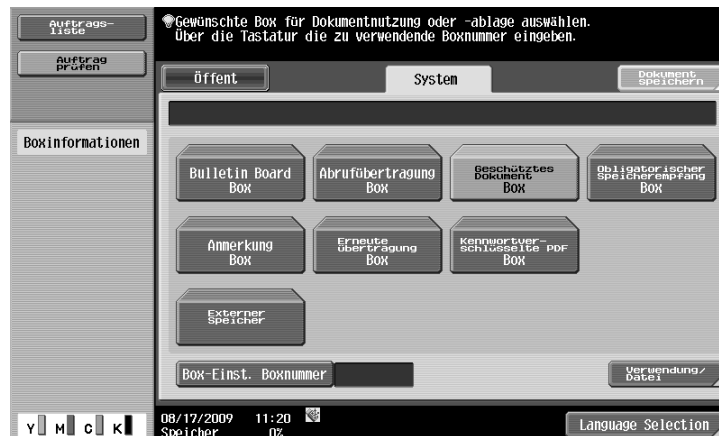 Auftrags-
liste
Auftrag
prüfen
Gewünschte Box für Dokumentnutzung oder -ablage auswählen.
Über die Tastatur die zu verwendende Boxnummer eingeben.
Öffent
System
Dokument
speichern
Boxinformationen
Bulletin Board
Box
Abrufübertragung
Box
Geschütztes
Dokument
Box
Obligatorischer
Speicherempfang
Box
Anmerkung
Box
Erneute
Übertragung
Box
Kennwortver-
schlüsselte PDF
Box
Externer
Speicher
Box-Einst. Boxnummer
Verwendung/
Datei
Y M C K
08/17/2009 11:20
Speicher 0%
Language Selection